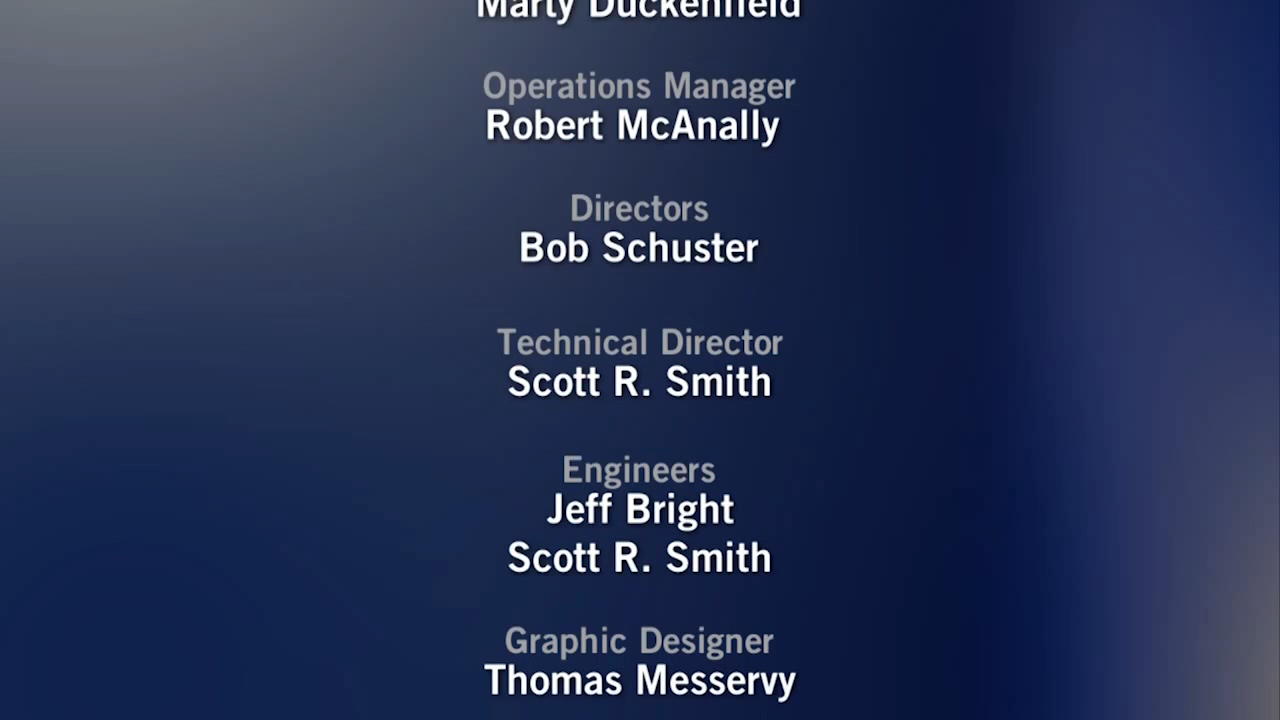 Marty Duckenfield
Operations Manager
Robert McAnally
Directors
Bob Schuster
Technical Director
Scott R. Smith
Engineers
Jeff Bright
Scott R. Smith
Graphic Designer
Thomas Messervy